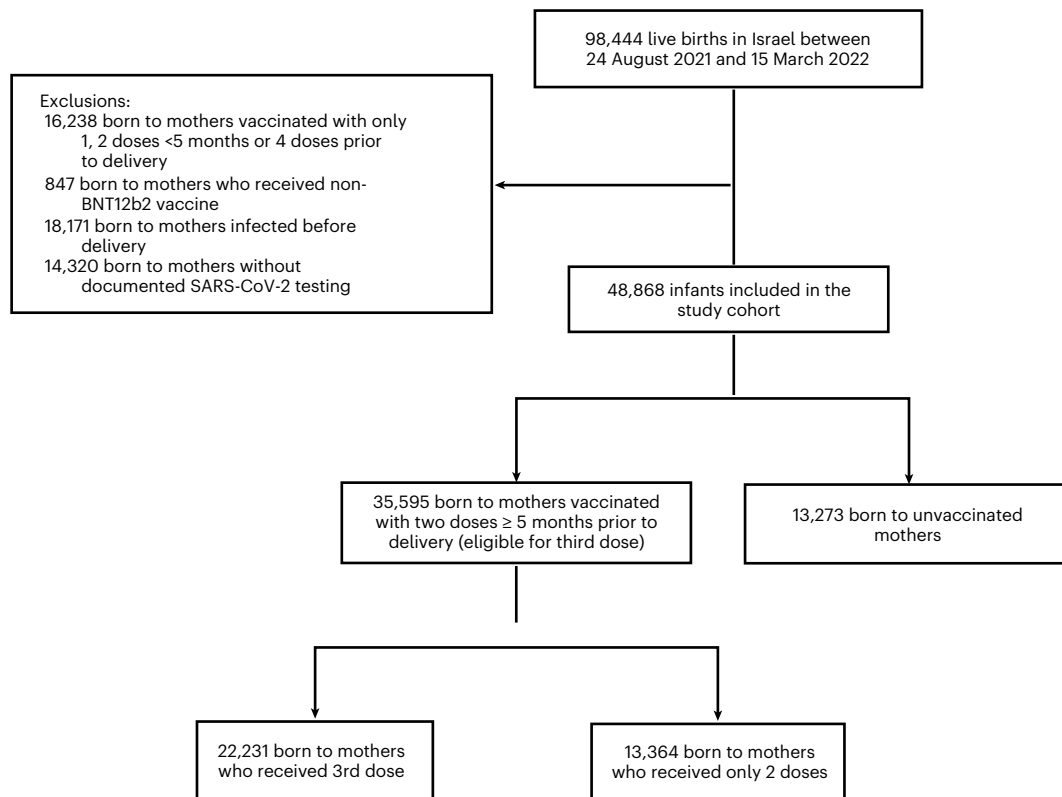 98,444 live births in Israel between
24 August 2021 and 15 March 2022
Exclusions:
16,238 born to mothers vaccinated with only
1, 2 doses <5 months or 4 doses prior
to delivery
847 born to mothers who received non-
BNT12b2 vaccine
18,171 born to mothers infected before
delivery
14,320 born to mothers without
documented SARS-CoV-2 testing
48,868 infants included in the
study cohort
35,595 born to mothers vaccinated
with two doses ≥ 5 months prior to
delivery (eligible for third dose)
13,273 born to unvaccinated
mothers
22,231 born to mothers
who received 3rd dose
13,364 born to mothers
who received only 2 doses